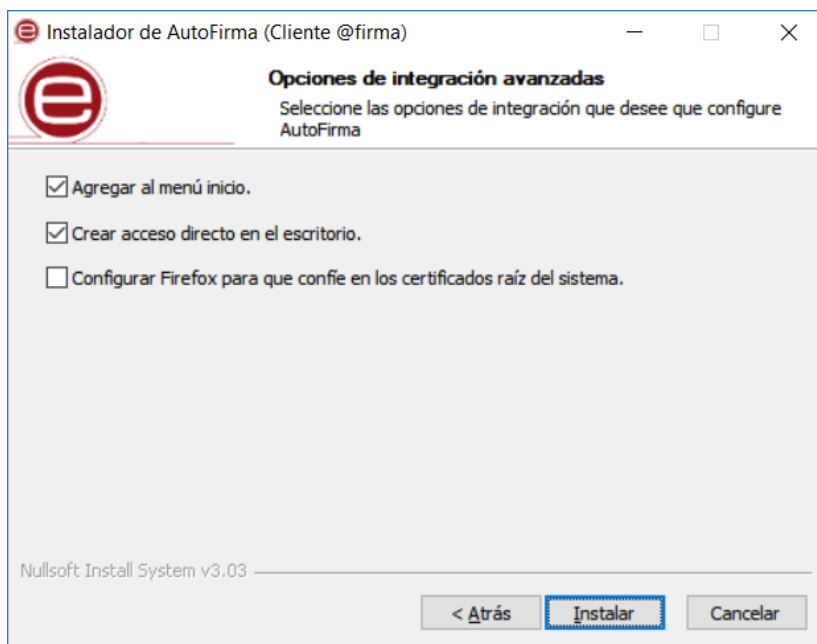 Instalador de AutoFirma (Cliente @firma)
Opciones de integración avanzadas
Seleccione las opciones de integración que desee que configure
AutoFirma
Agregar al menú inicio.
Crear acceso directo en el escritorio.
Configurar Firefox para que confíe en los certificados raíz del sistema.
Nullsoft Install System v3.03
< Atrás
Instalar
Cancelar